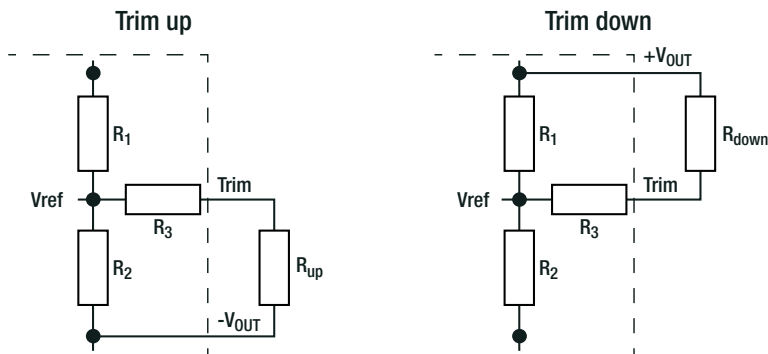 Trim up
R1
Vref
Trim
R3
R2
Rup
-VOUT
Trim down
+VOUT
R1
Rdown
Vref
Trim
R3
R2